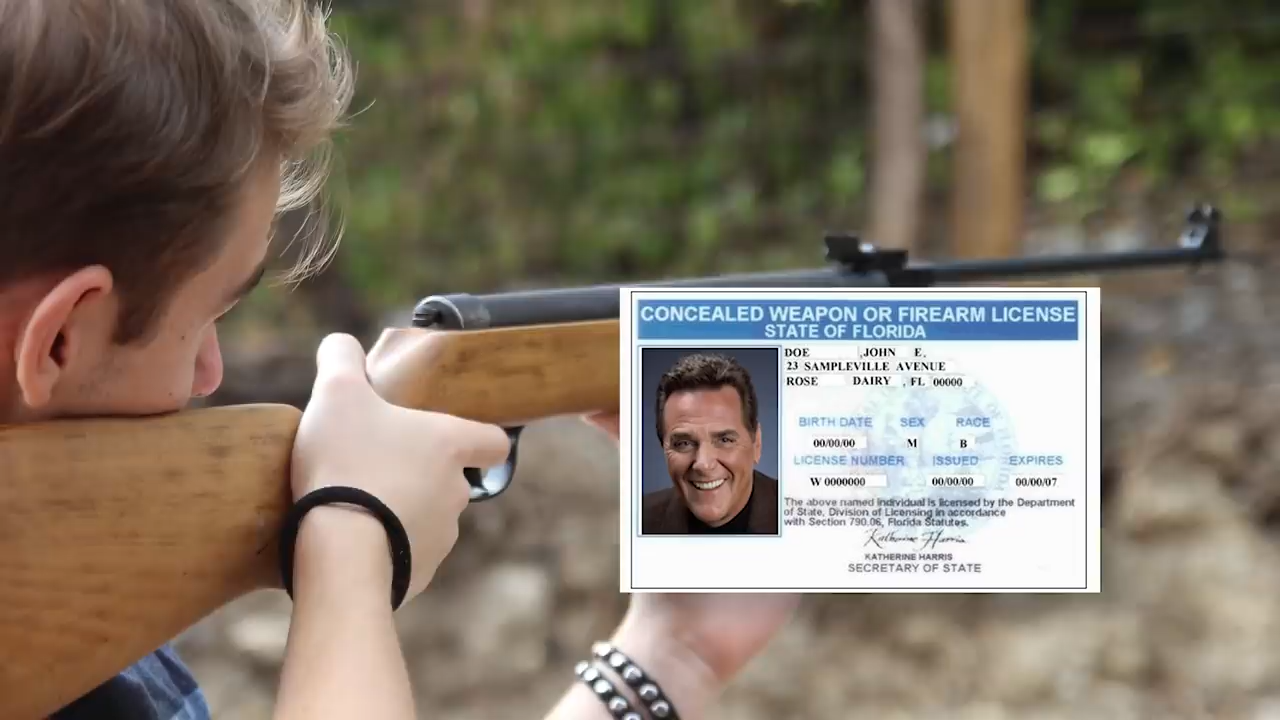 CONCEALED WEAPON OR FIREARM LICENSE
STATE OF FLORIDA
DOE ,JOHN E.
23 SAMPLEVILLE AVENUE
ROSE DAIRY , FL 00000
BIRTH DATE SEX RACE
00/00/00 M B
LICENSE NUMBER ISSUED EXPIRES
W 0000000 00/00/00 00/00/07
The above named individual is licensed by the Department
of State, Division of Licensing in accordance
with Section 790.06, Florida Statutes.
Katherine Harris
KATHERINE HARRIS
SECRETARY OF STATE